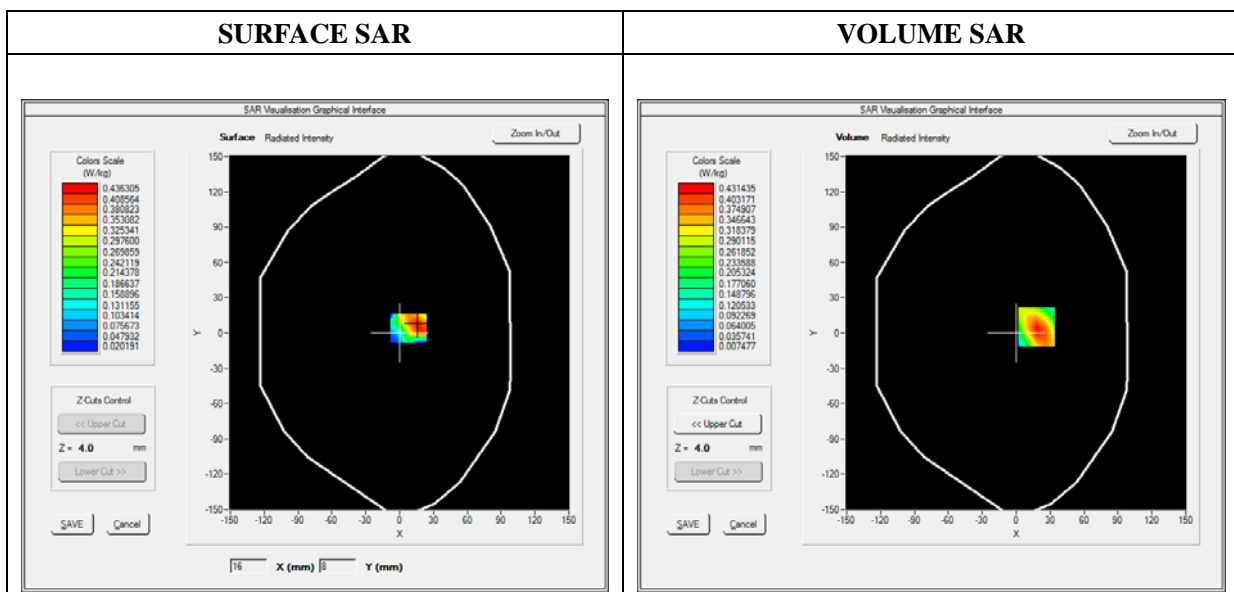 SURFACE SAR
VOLUME SAR
SAR Visualisation Graphical Interface
Surface Radiated Intensity
Zoom In/Out
Colors Scale
(W/kg)
0.436305
0.408564
0.380823
0.353082
0.325341
0.297600
0.269859
0.242119
0.214378
0.186637
0.158896
0.131155
0.103414
0.075673
0.047932
0.020191
150
120
90
60
30
0
-30
-60
-90
-120
-150
Y
-150 -120 -90 -60 -30 0 30 60 90 120 150
X
Z-Cuts Control
<< Upper Cut
Z = 4.0 mm
Lower Cut >>
SAVE Cancel
16 X (mm) 8 Y (mm)
SAR Visualisation Graphical Interface
Volume Radiated Intensity
Zoom In/Out
Colors Scale
(W/kg)
0.431435
0.403171
0.374907
0.346643
0.318379
0.290115
0.261852
0.233588
0.205324
0.177060
0.148796
0.120533
0.092269
0.064005
0.035741
0.007477
150
120
90
60
30
0
-30
-60
-90
-120
-150
Y
-150 -120 -90 -60 -30 0 30 60 90 120 150
X
Z-Cuts Control
<< Upper Cut
Z = 4.0 mm
Lower Cut >>
SAVE Cancel